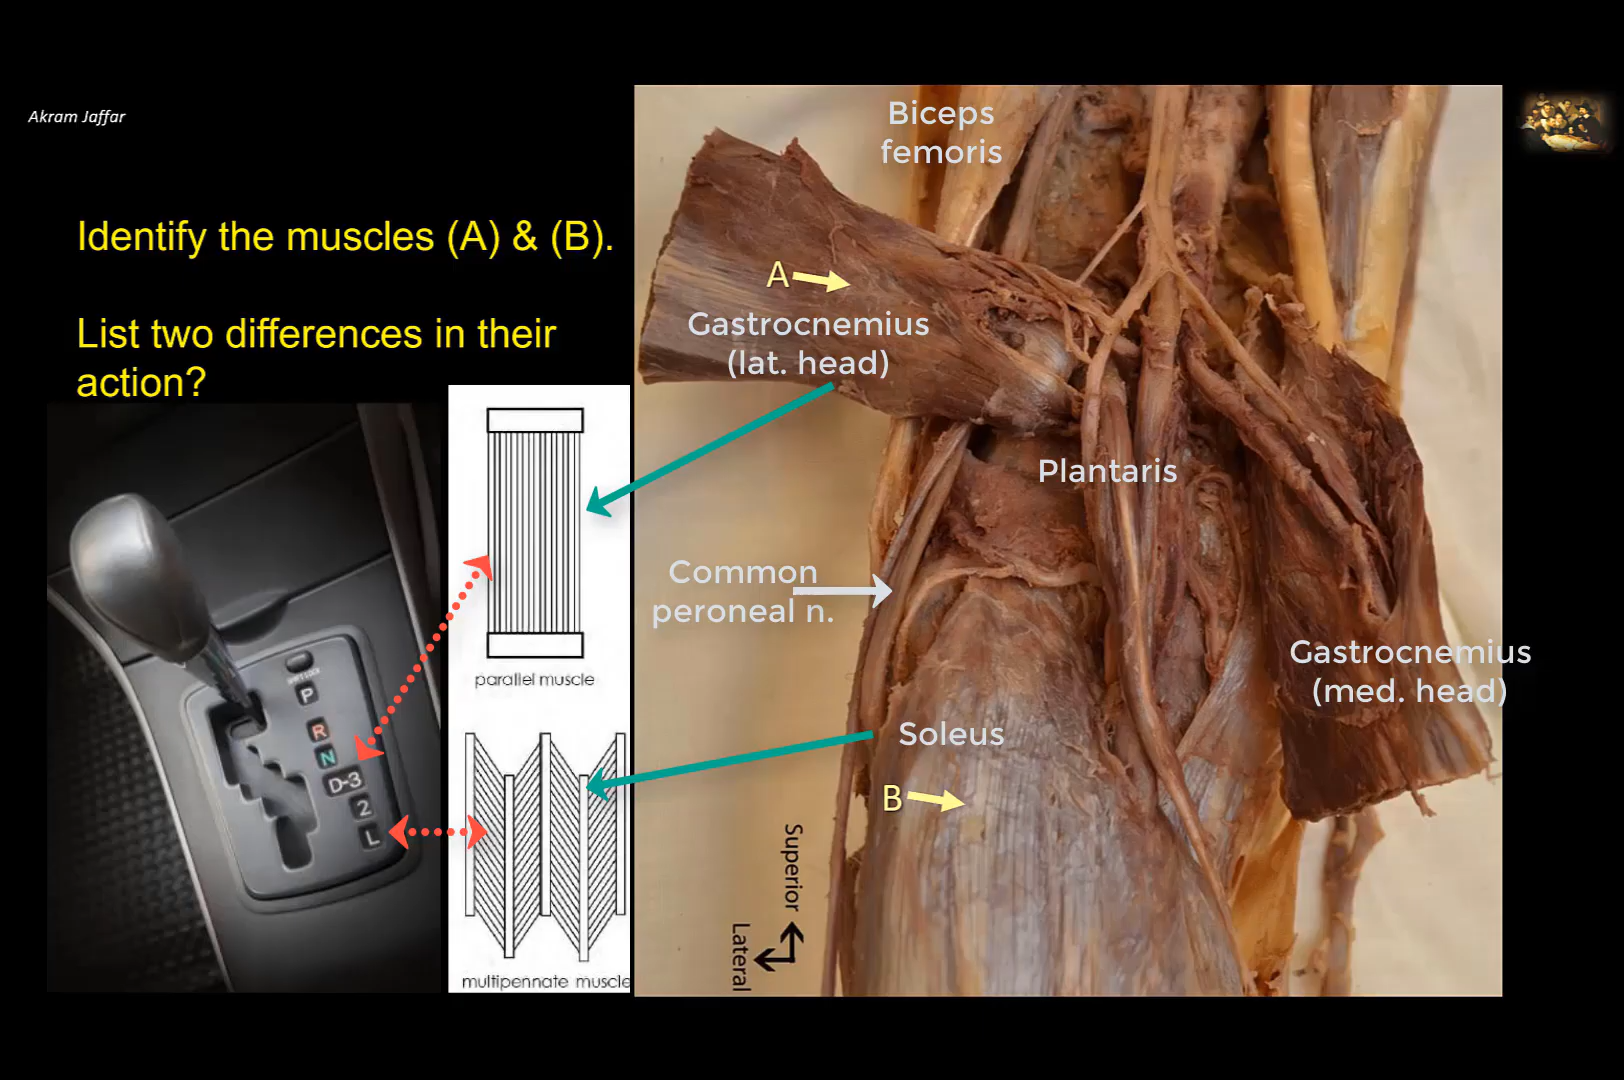 Akram Jaffar
Identify the muscles (A) & (B).
List two differences in their
action?
P
R
N
D-3
2
L
parallel muscle
multipennate muscle
Biceps
femoris
A
Gastrocnemius
(lat. head)
Plantaris
Common
peroneal n.
Gastrocnemius
(med. head)
Soleus
B
Superior
Lateral